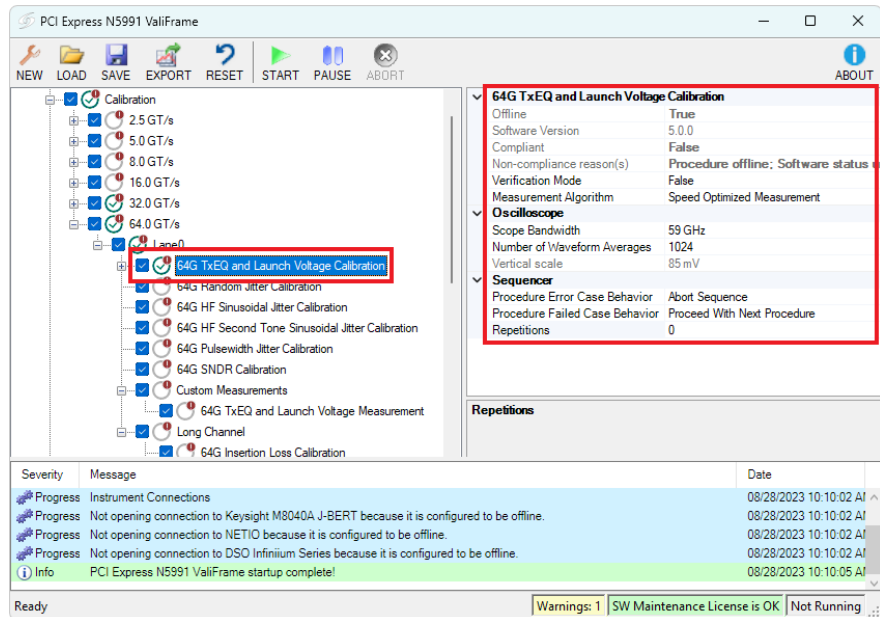 PCI Express N5991 ValiFrame
NEW LOAD SAVE EXPORT RESET START PAUSE ABORT ABOUT
Calibration
2.5 GT/s
5.0 GT/s
8.0 GT/s
16.0 GT/s
32.0 GT/s
64.0 GT/s
Lane0
64G TxEQ and Launch Voltage Calibration
64G Random Jitter Calibration
64G HF Sinusoidal Jitter Calibration
64G HF Second Tone Sinusoidal Jitter Calibration
64G Pulsewidth Jitter Calibration
64G SNDR Calibration
Custom Measurements
64G TxEQ and Launch Voltage Measurement
Long Channel
64G Insertion Loss Calibration
64G TxEQ and Launch Voltage Calibration
Offline True
Software Version 5.0.0
Compliant False
Non-compliance reason(s) Procedure offline; Software status
Verification Mode False
Measurement Algorithm Speed Optimized Measurement
Oscilloscope
Scope Bandwidth 59 GHz
Number of Waveform Averages 1024
Vertical scale 85 mV
Sequencer
Procedure Error Case Behavior Abort Sequence
Procedure Failed Case Behavior Proceed With Next Procedure
Repetitions 0
Repetitions
Severity Message Date
Progress Instrument Connections 08/28/2023 10:10:02 AM
Progress Not opening connection to Keysight M8040A J-BERT because it is configured to be offline. 08/28/2023 10:10:02 AM
Progress Not opening connection to NETIO because it is configured to be offline. 08/28/2023 10:10:02 AM
Progress Not opening connection to DSO Infiniium Series because it is configured to be offline. 08/28/2023 10:10:02 AM
Info PCI Express N5991 ValiFrame startup complete! 08/28/2023 10:10:05 AM
Ready Warnings: 1 SW Maintenance License is OK Not Running